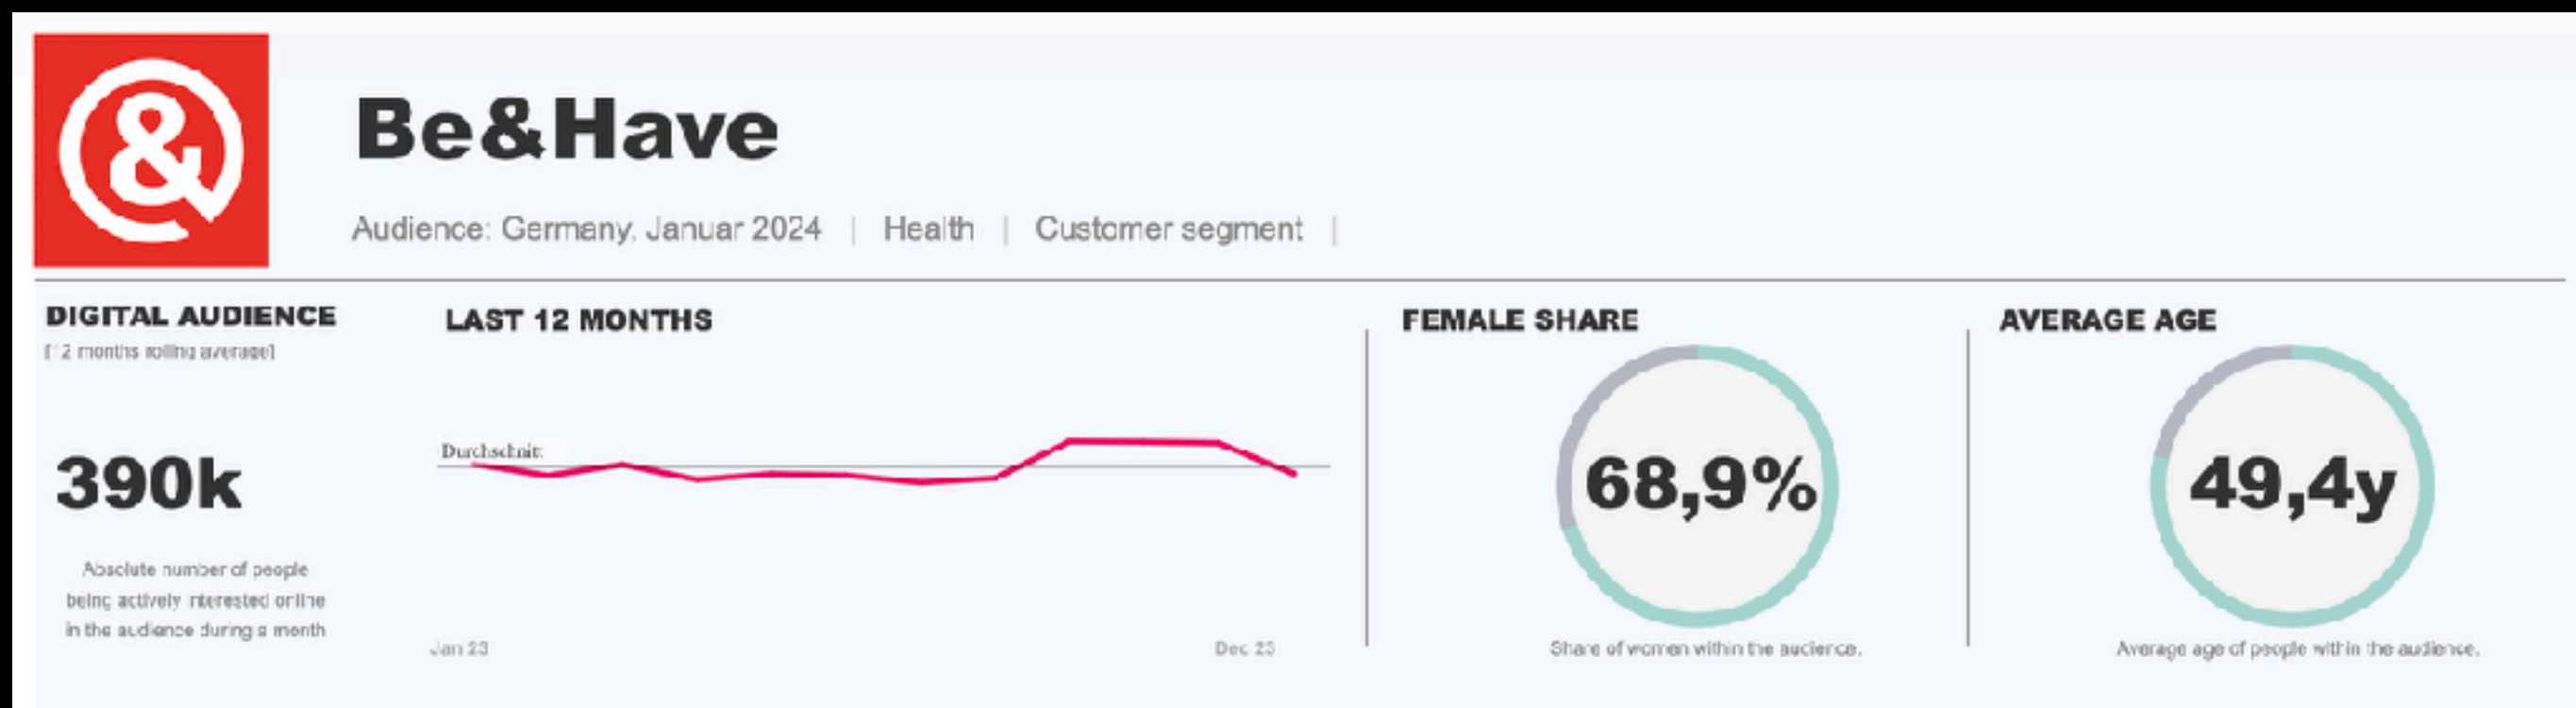 &
Be&Have
Audience: Germany, Januar 2024 | Health | Customer segment |
DIGITAL AUDIENCE
[12 months rolling average]
390k
Absolute number of people
being actively interested online
in the audience during a month
LAST 12 MONTHS
Durchschnitt
Jan 23
Dec 23
FEMALE SHARE
68,9%
Share of women within the audience.
AVERAGE AGE
49,4y
Average age of people within the audience.